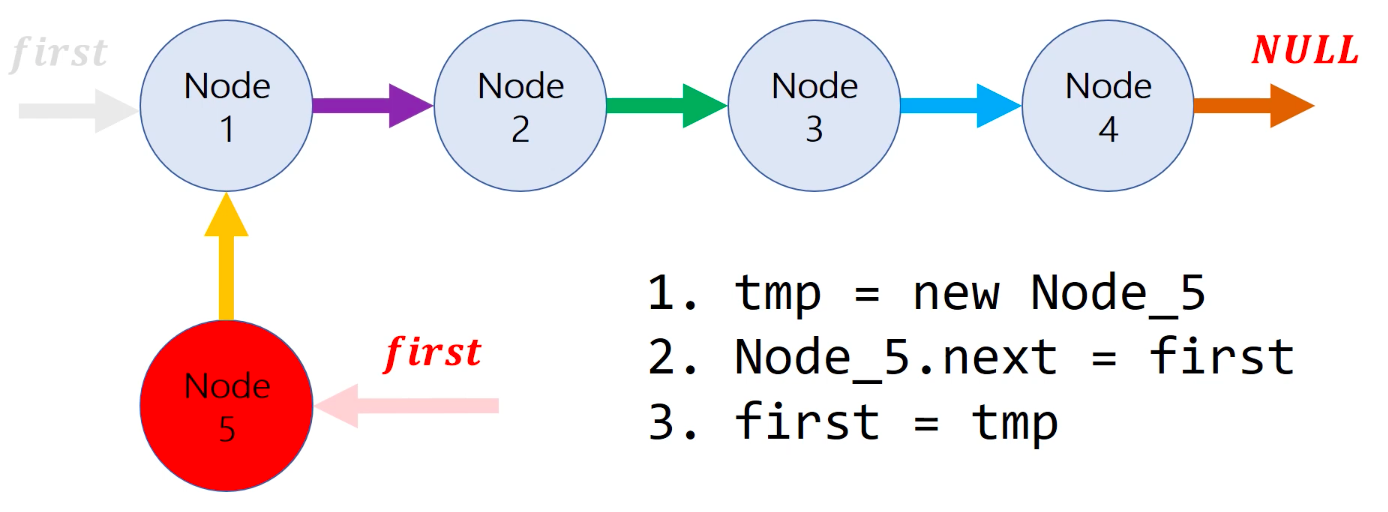 first
NULL
Node
1
Node
2
Node
3
Node
4
1. tmp = new Node_5
2. Node_5.next = first
3. first = tmp
first
Node
5